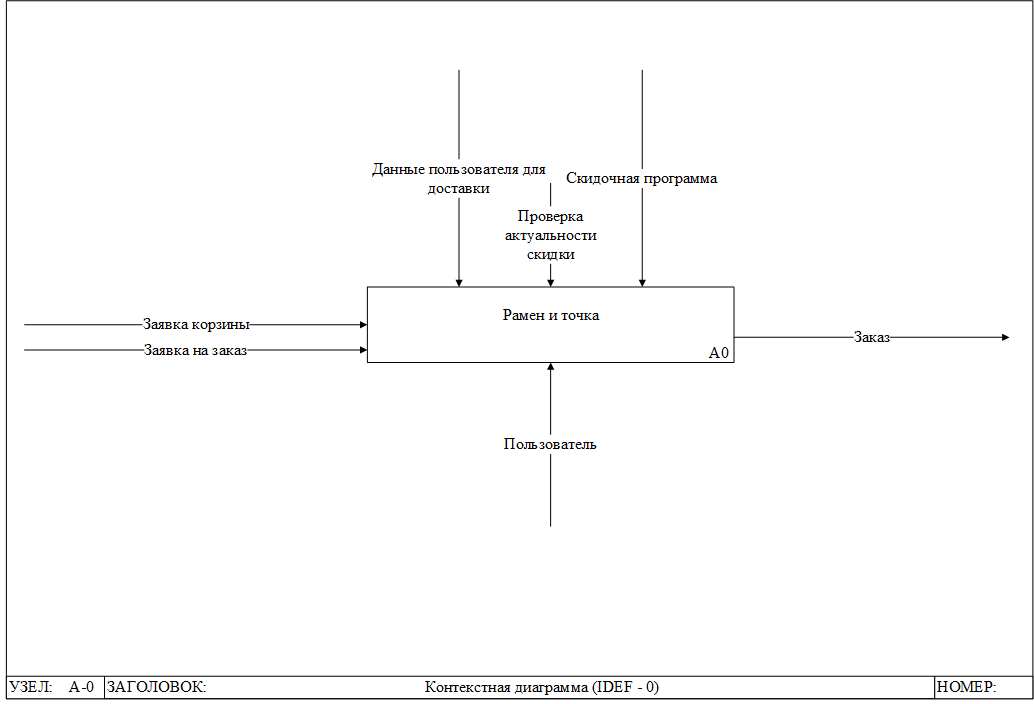 Данные пользователя для
доставки
Скидочная программа
Проверка
актуальности
скидки
Заявка корзины
Заявка на заказ
Рамен и точка
A0
Заказ
Пользователь
УЗЕЛ: A-0 ЗАГОЛОВОК: Контекстная диаграмма (IDEF - 0) НОМЕР: